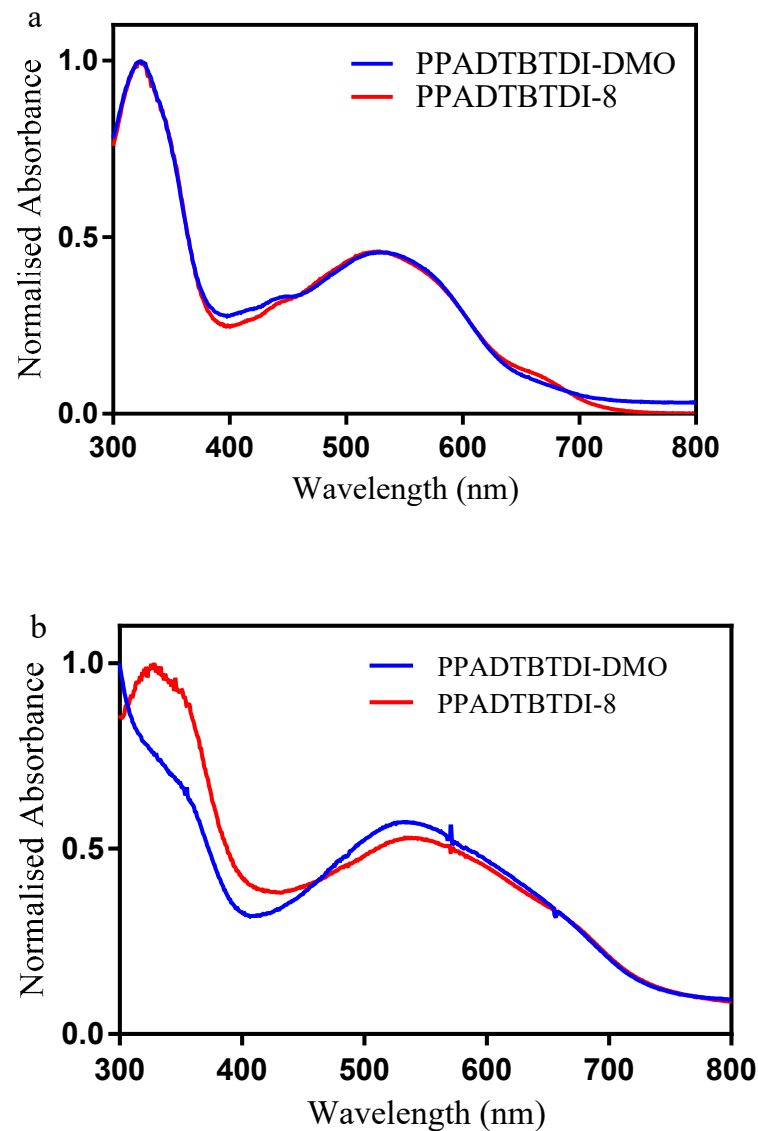 a
PPADTBTDI-DMO
PPADTBTDI-8
Normalised Absorbance
1.0
0.5
0.0
300 400 500 600 700 800
Wavelength (nm)
b
PPADTBTDI-DMO
PPADTBTDI-8
Normalised Absorbance
1.0
0.5
0.0
300 400 500 600 700 800
Wavelength (nm)